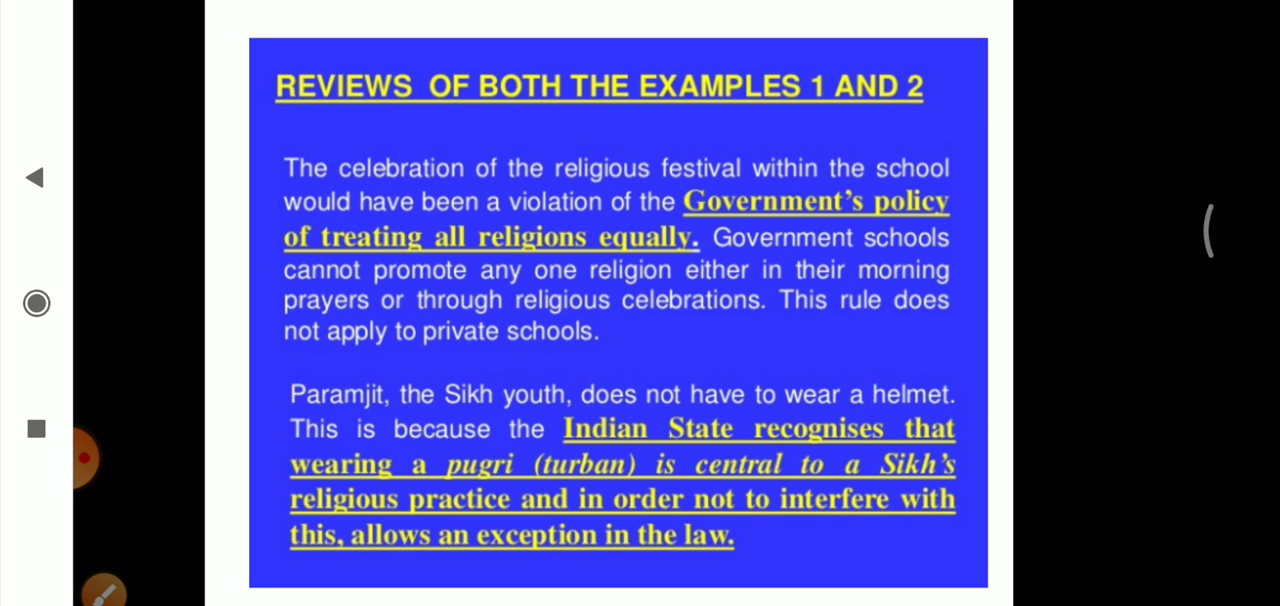 REVIEWS OF BOTH THE EXAMPLES 1 AND 2
The celebration of the religious festival within the school
would have been a violation of the Government’s policy
of treating all religions equally. Government schools
cannot promote any one religion either in their morning
prayers or through religious celebrations. This rule does
not apply to private schools.
Paramjit, the Sikh youth, does not have to wear a helmet.
This is because the Indian State recognises that
wearing a pugri (turban) is central to a Sikh’s
religious practice and in order not to interfere with
this, allows an exception in the law.